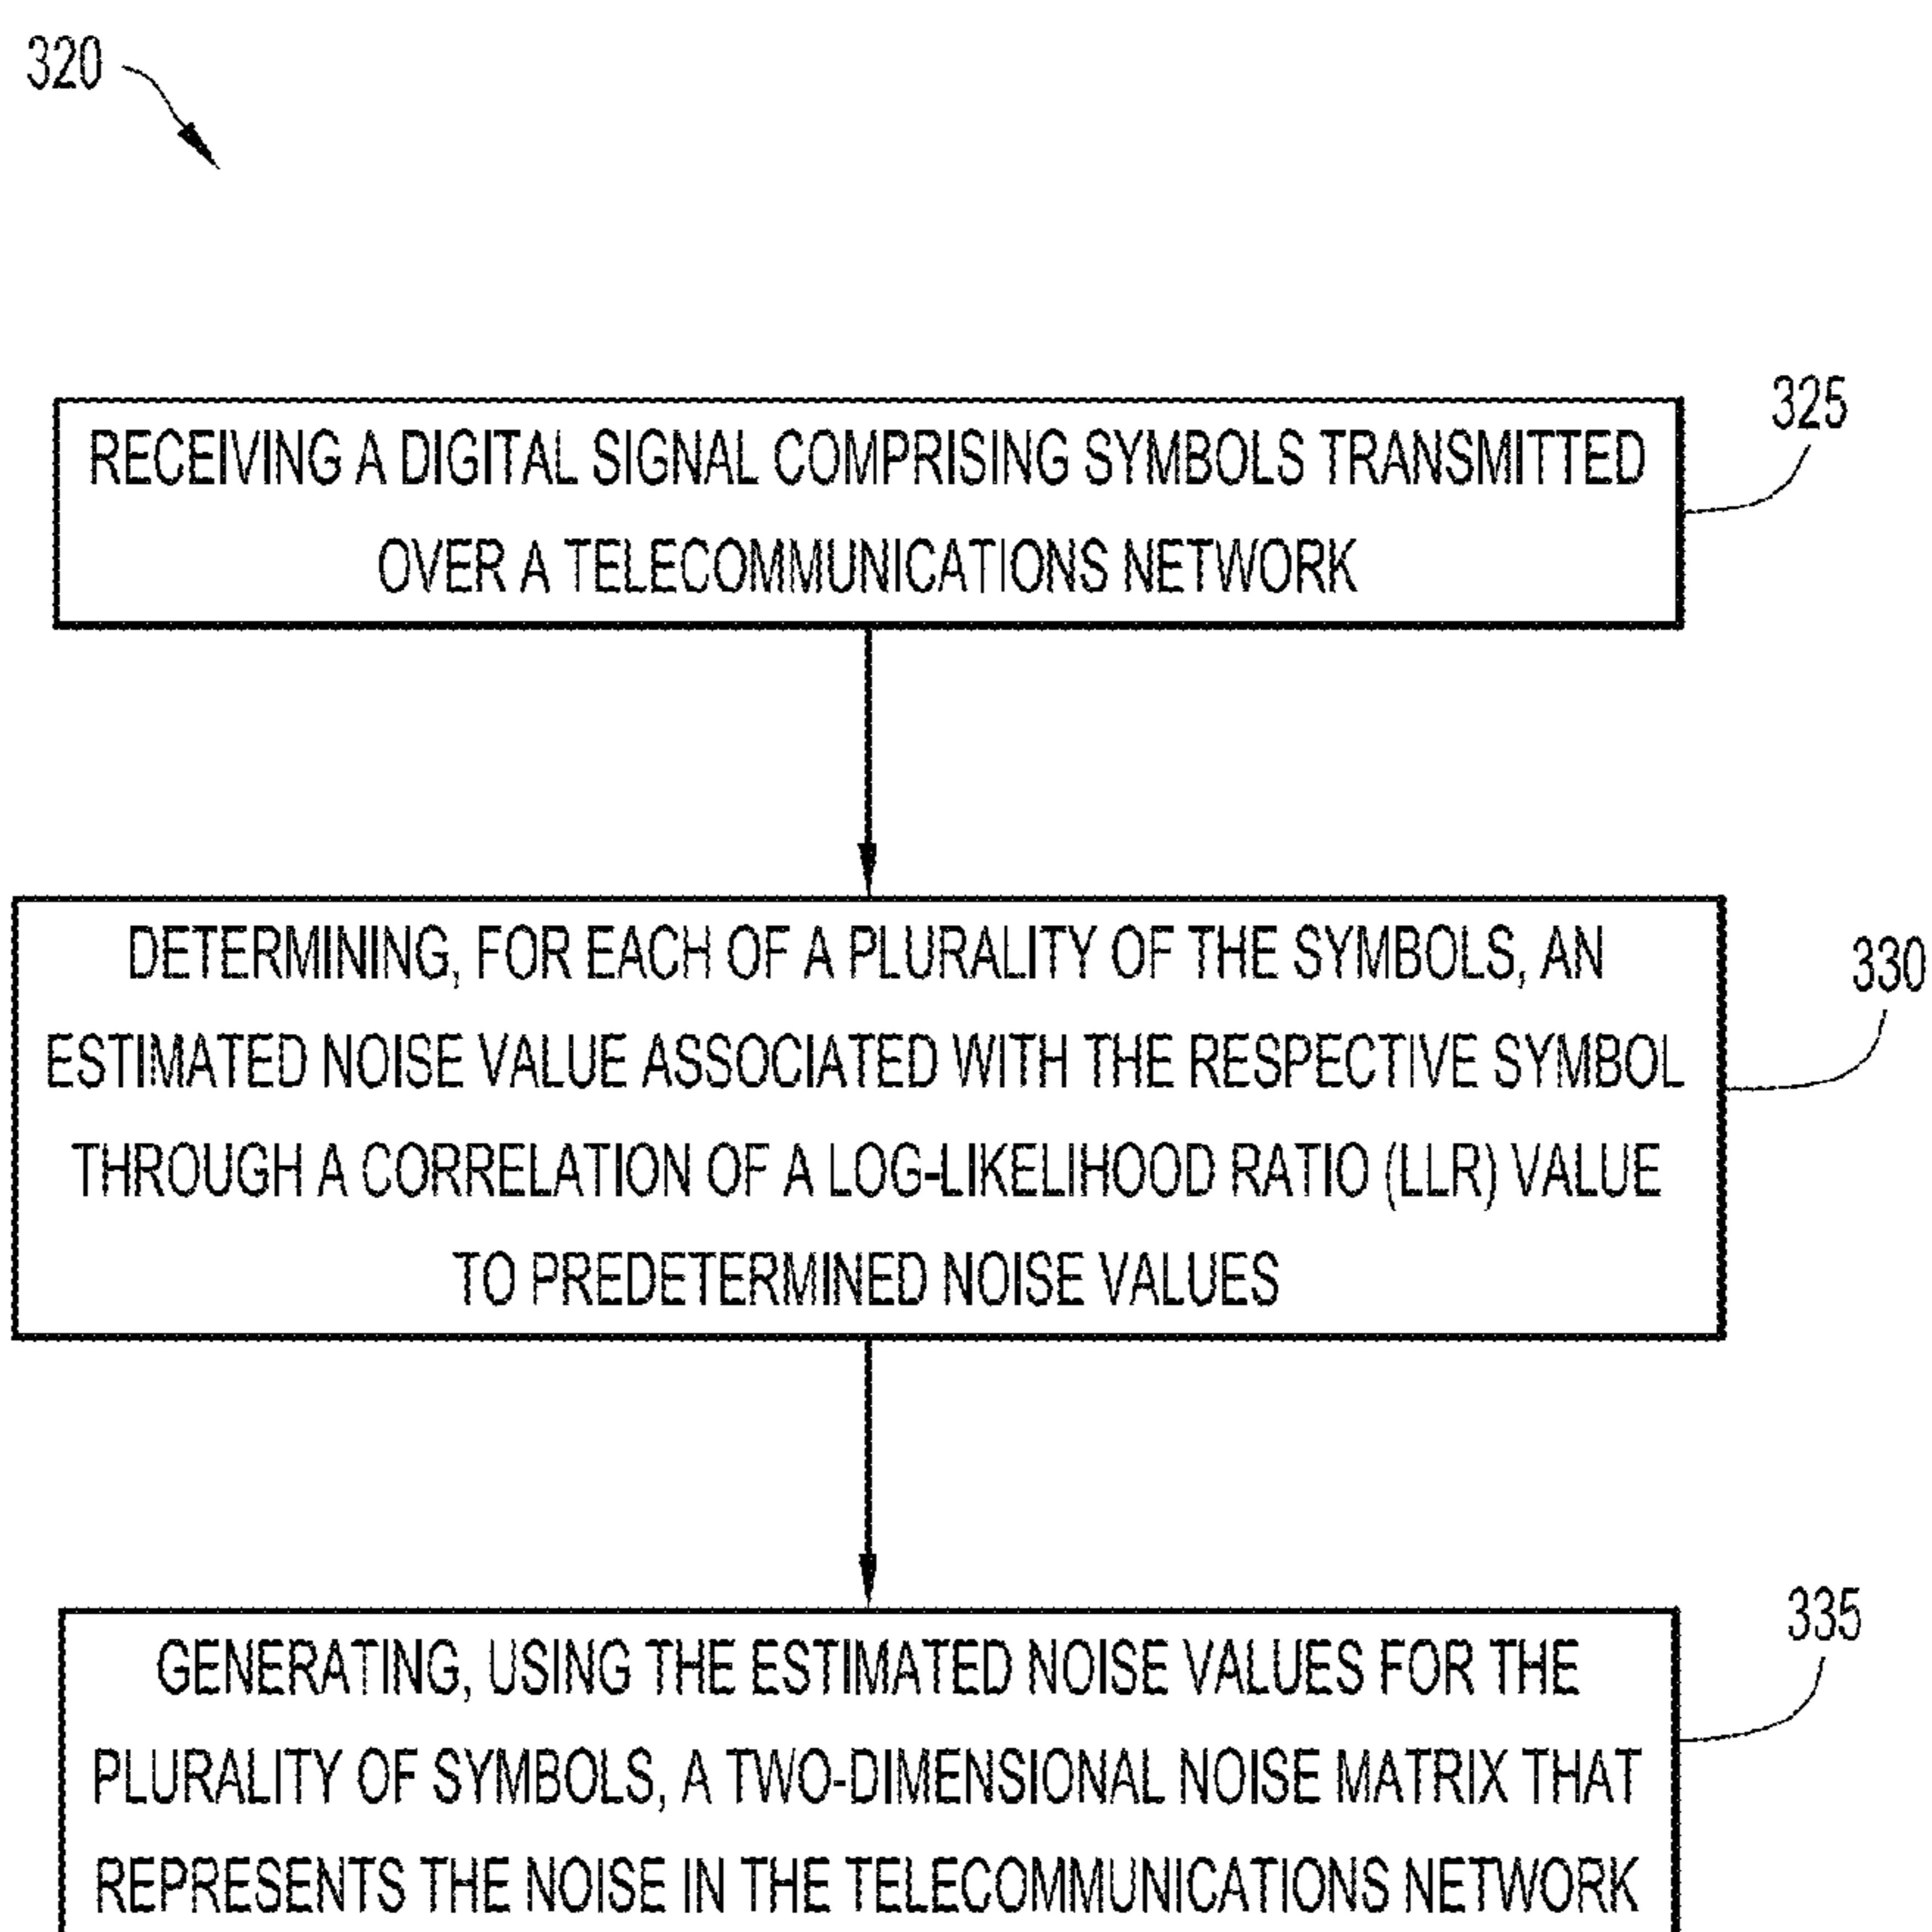 320
325
RECEIVING A DIGITAL SIGNAL COMPRISING SYMBOLS TRANSMITTED
OVER A TELECOMMUNICATIONS NETWORK
330
DETERMINING, FOR EACH OF A PLURALITY OF THE SYMBOLS, AN
ESTIMATED NOISE VALUE ASSOCIATED WITH THE RESPECTIVE SYMBOL
THROUGH A CORRELATION OF A LOG-LIKELIHOOD RATIO (LLR) VALUE
TO PREDETERMINED NOISE VALUES
335
GENERATING, USING THE ESTIMATED NOISE VALUES FOR THE
PLURALITY OF SYMBOLS, A TWO-DIMENSIONAL NOISE MATRIX THAT
REPRESENTS THE NOISE IN THE TELECOMMUNICATIONS NETWORK